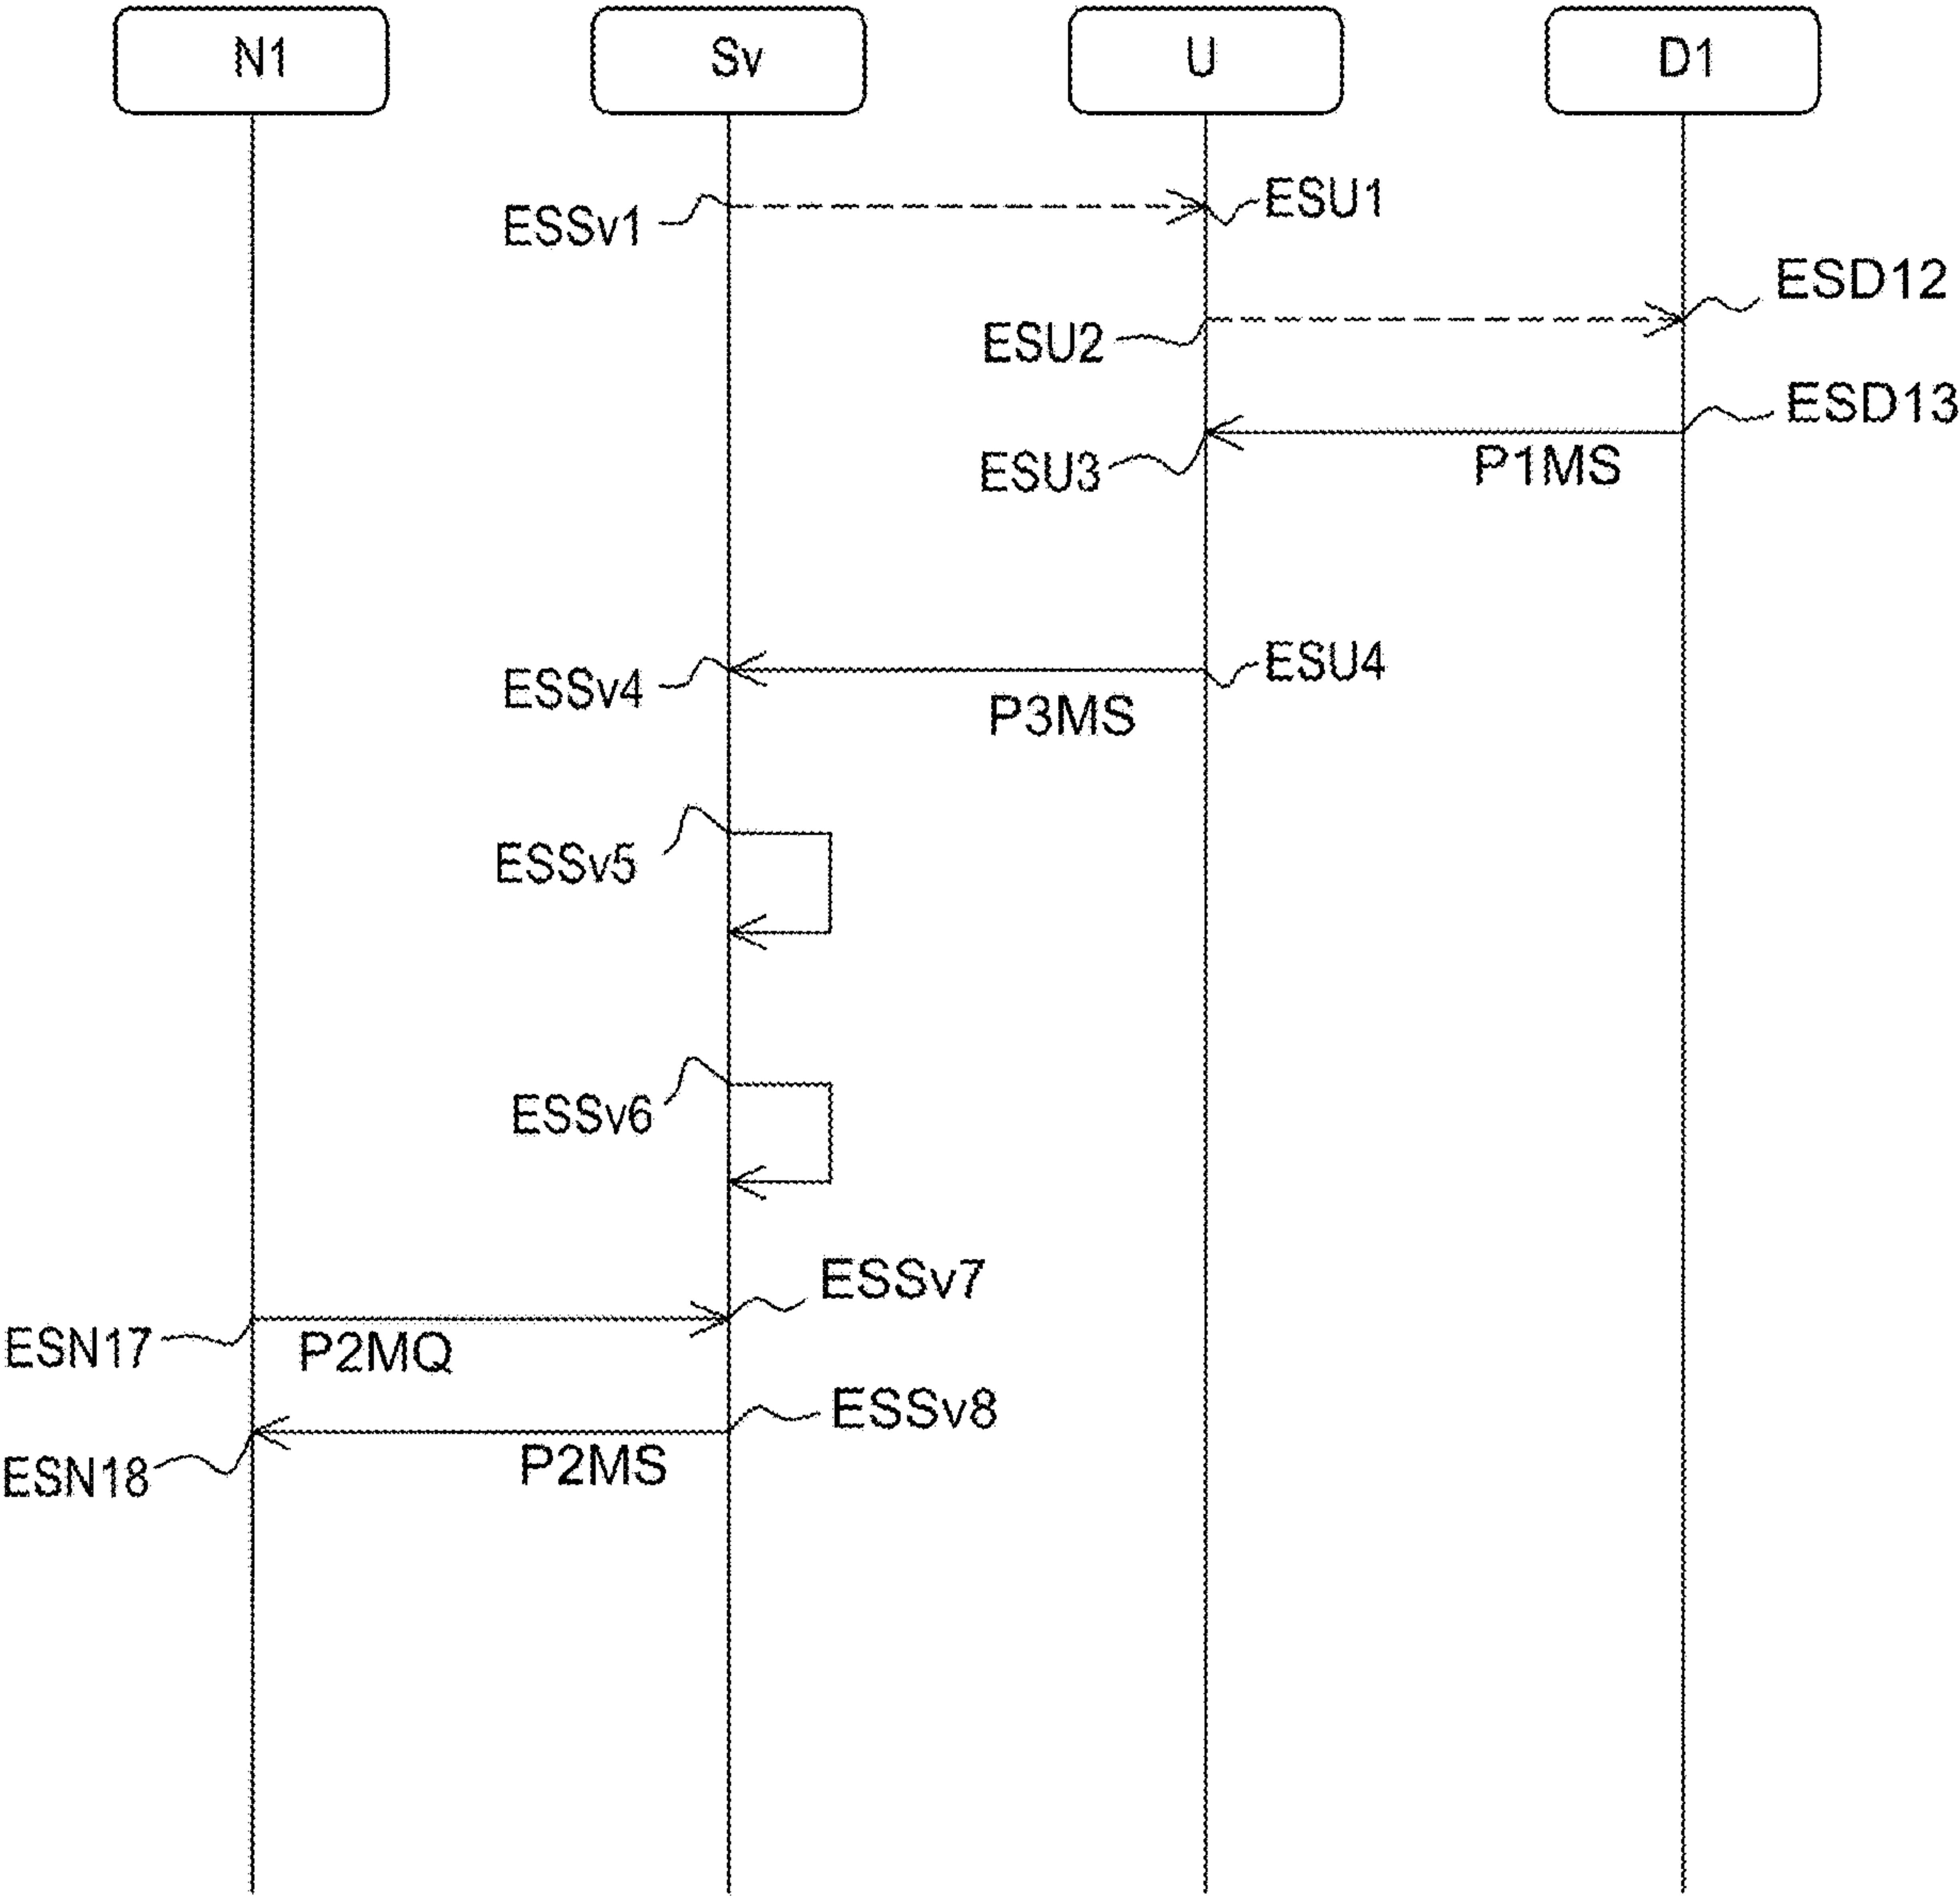 N1 Sv U D1
ESSv1 ESU1
ESU2 ESD12
ESU3 P1MS ESD13
ESSv4 P3MS ESU4
ESSv5
ESSv6
ESN17 P2MQ ESSv7
ESN18 P2MS ESSv8